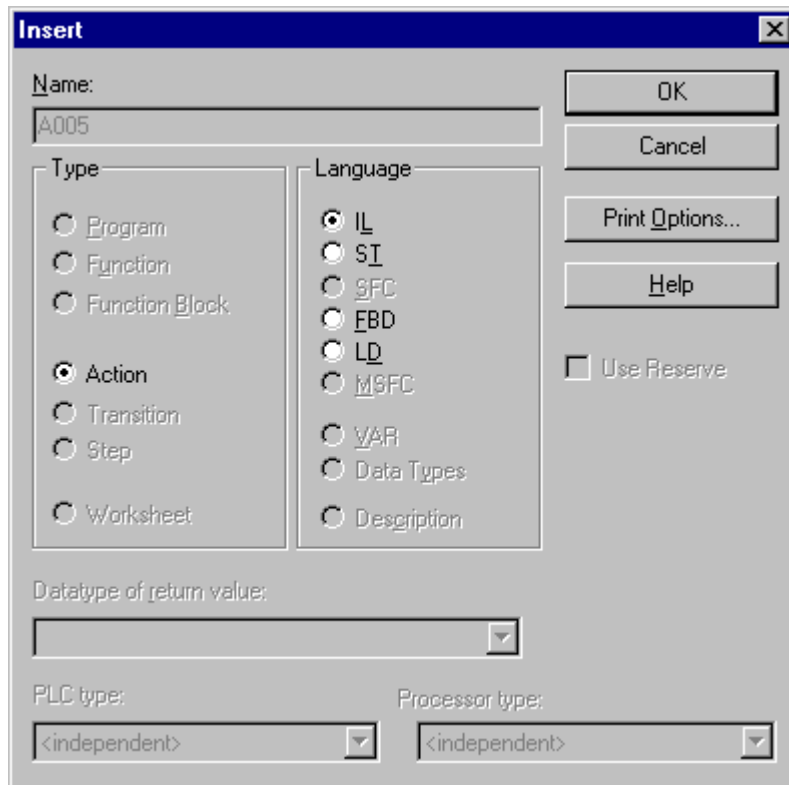 Insert
Name:
A005
OK
Cancel
Print Options...
Help
Use Reserve
Type
Program
Function
Function Block
Action
Transition
Step
Worksheet
Language
IL
ST
SFC
FBD
LD
MSFC
VAR
Data Types
Description
Datatype of return value:
PLC type:
<independent>
Processor type:
<independent>